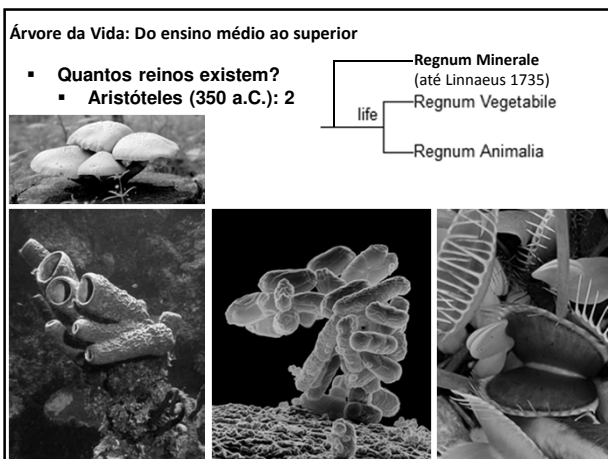 Árvore da Vida: Do ensino médio ao superior
▪ Quantos reinos existem?
▪ Aristóteles (350 a.C.): 2
Regnum Minerale
(até Linnaeus 1735)
life
Regnum Vegetabile
Regnum Animalia